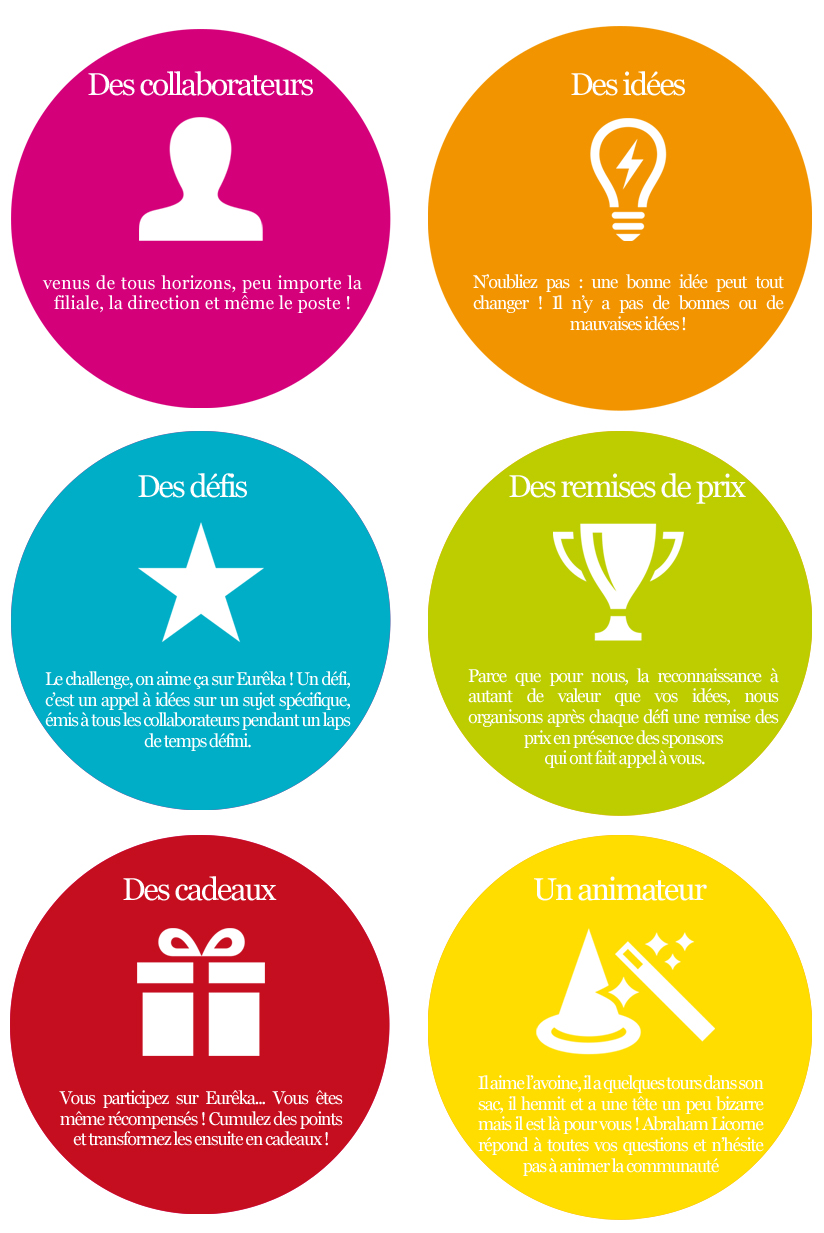 Des collaborateurs
venus de tous horizons, peu importe la
filiale, la direction et même le poste !
Des idées
N'oubliez pas : une bonne idée peut tout
changer ! Il n'y a pas de bonnes ou de
mauvaises idées !
Des défis
Le challenge, on aime ça sur Eurêka ! Un défi,
c'est un appel à idées sur un sujet spécifique,
émis à tous les collaborateurs pendant un laps
de temps défini.
Des remises de prix
Parce que pour nous, la reconnaissance à
autant de valeur que vos idées, nous
organisons après chaque défi une remise des
prix en présence des sponsors
qui ont fait appel à vous.
Des cadeaux
Vous participez sur Eurêka... Vous êtes
même récompensés ! Cumulez des points
et transformez les ensuite en cadeaux !
Un animateur
Il aime l'avoine, il a quelques tours dans son
sac, il hennit et a une tête un peu bizarre
mais il est là pour vous ! Abraham Licorne
répond à toutes vos questions et n'hésite
pas à animer la communauté